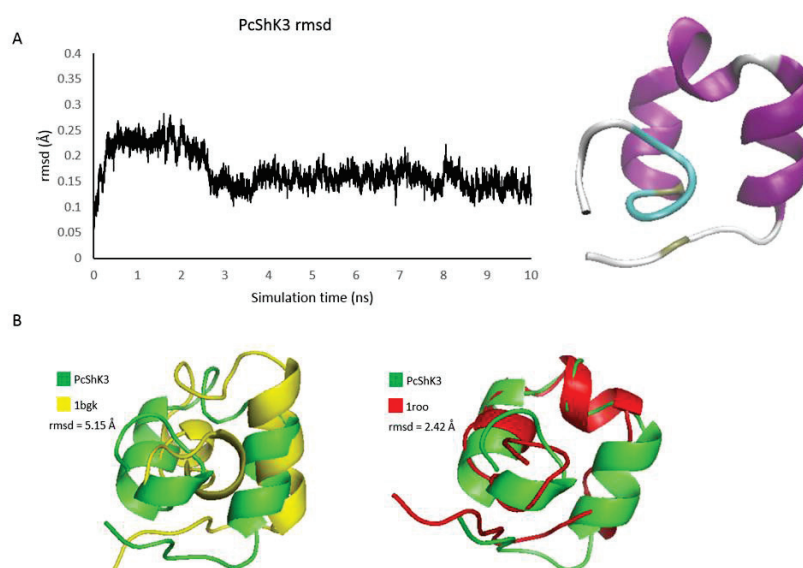 A
PcShK3 rmsd
0.4
0.35
0.3
0.25
0.2
0.15
0.1
0.05
0
rmsd (Å)
0 1 2 3 4 5 6 7 8 9 10
Simulation time (ns)
B
PcShK3
1bgk
rmsd = 5.15 Å
PcShK3
1roo
rmsd = 2.42 Å